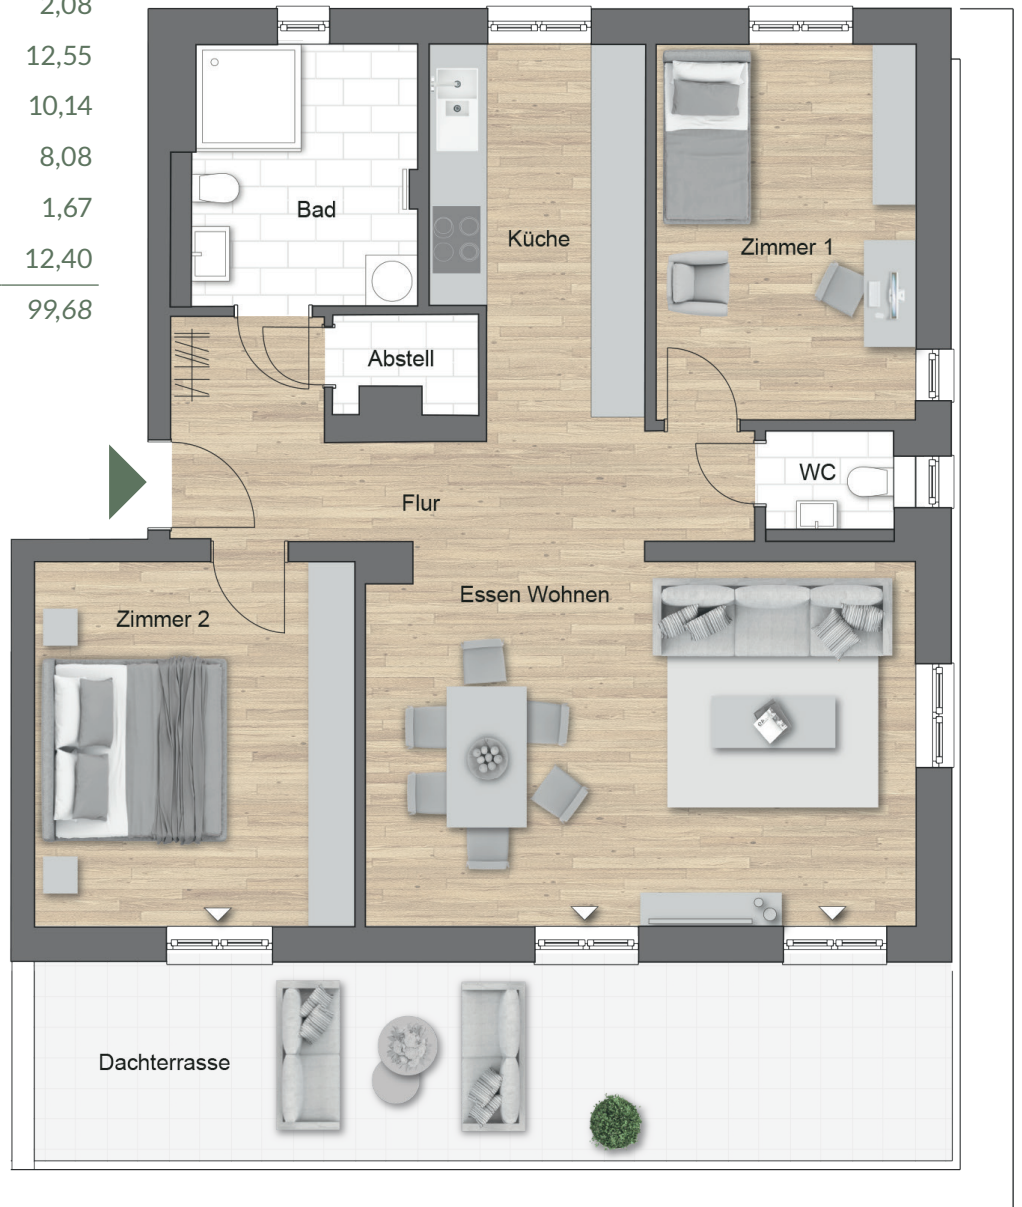 2,08
12,55
10,14
8,08
1,67
12,40
99,68
Bad
Küche
Zimmer 1
Abstell
WC
Flur
Essen Wohnen
Zimmer 2
Dachterrasse